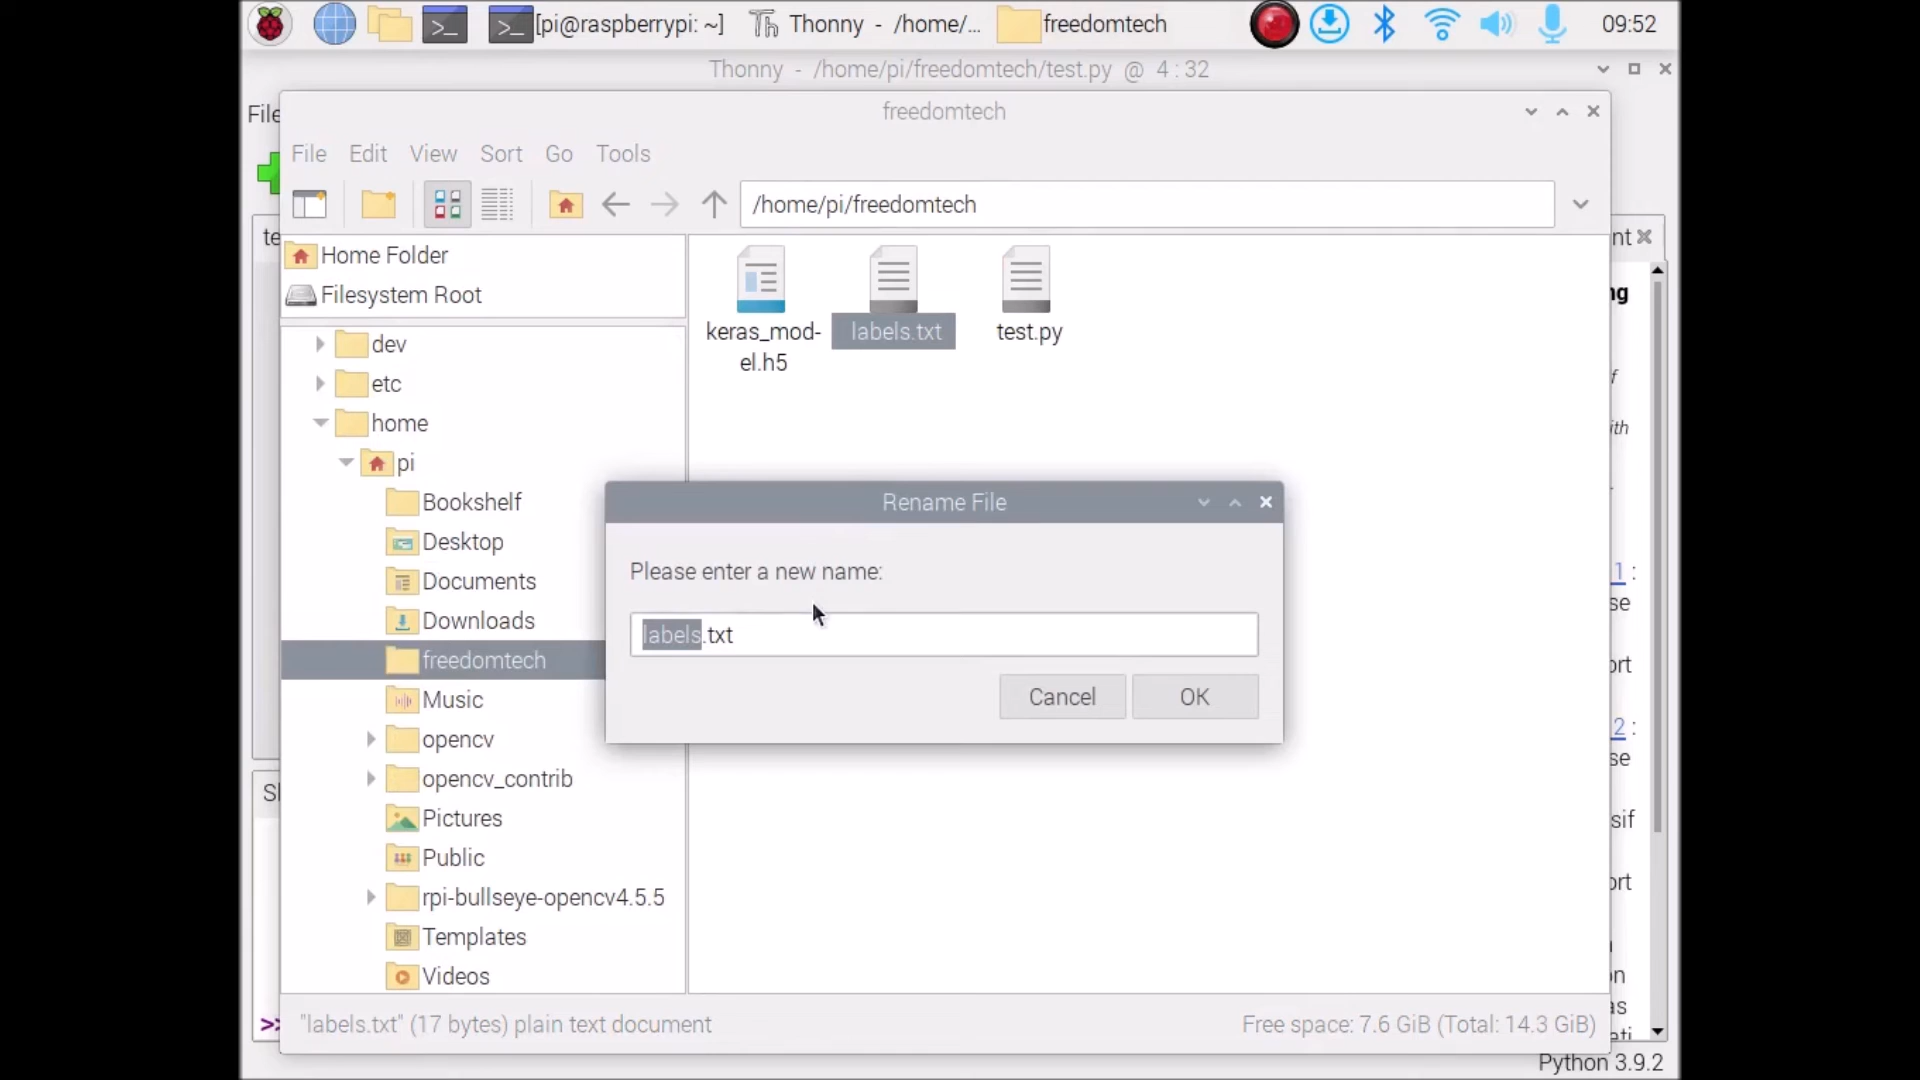 [pi@raspberrypi: ~] Thonny - /home/... freedomtech 09:52
Thonny - /home/pi/freedomtech/test.py @ 4 : 32
File
freedomtech
File Edit View Sort Go Tools
/home/pi/freedomtech
Home Folder
Filesystem Root
dev
etc
home
pi
Bookshelf
Desktop
Documents
Downloads
freedomtech
Music
opencv
opencv_contrib
Pictures
Public
rpi-bullseye-opencv4.5.5
Templates
Videos
keras_mod-
el.h5
labels.txt
test.py
Rename File
Please enter a new name:
labels.txt
Cancel OK
"labels.txt" (17 bytes) plain text document
Free space: 7.6 GiB (Total: 14.3 GiB)
Python 3.9.2